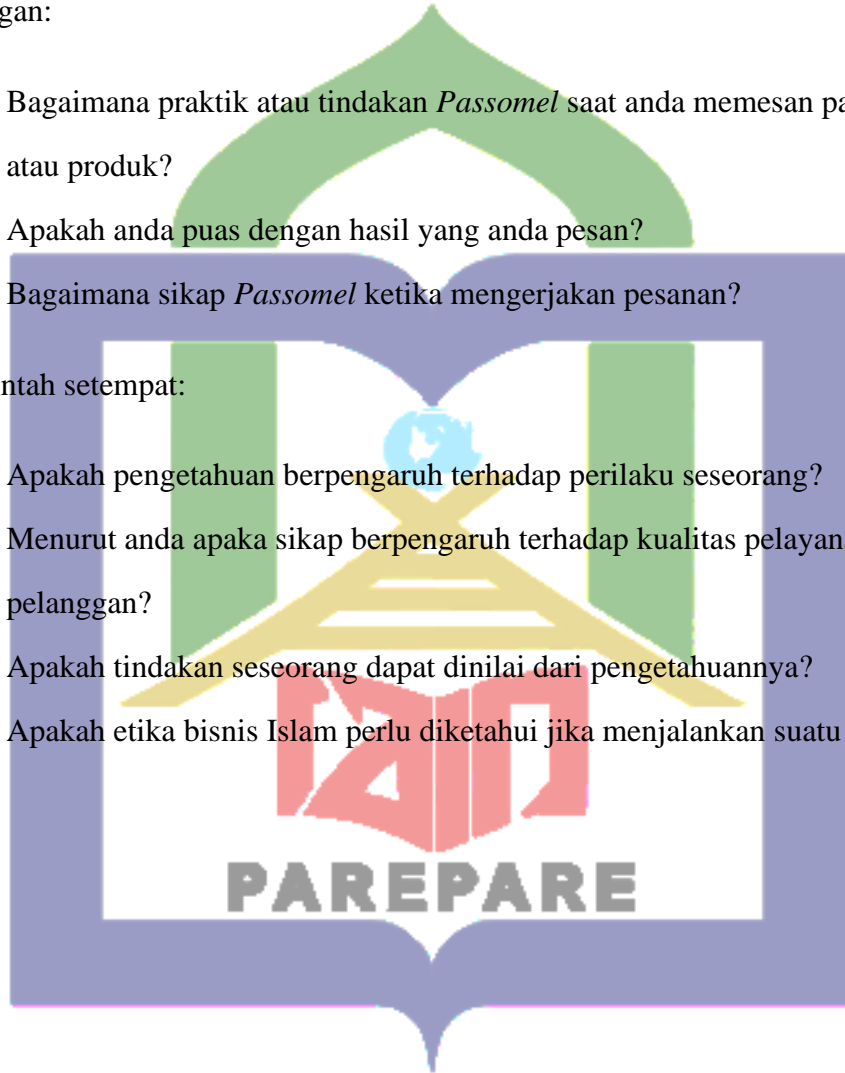 gan:
Bagaimana praktik atau tindakan Passomel saat anda memesan pa
atau produk?
Apakah anda puas dengan hasil yang anda pesan?
Bagaimana sikap Passomel ketika mengerjakan pesanan?
ntah setempat:
Apakah pengetahuan berpengaruh terhadap perilaku seseorang?
Menurut anda apaka sikap berpengaruh terhadap kualitas pelayana
pelanggan?
Apakah tindakan seseorang dapat dinilai dari pengetahuannya?
Apakah etika bisnis Islam perlu diketahui jika menjalankan suatu
iain
PAREPARE